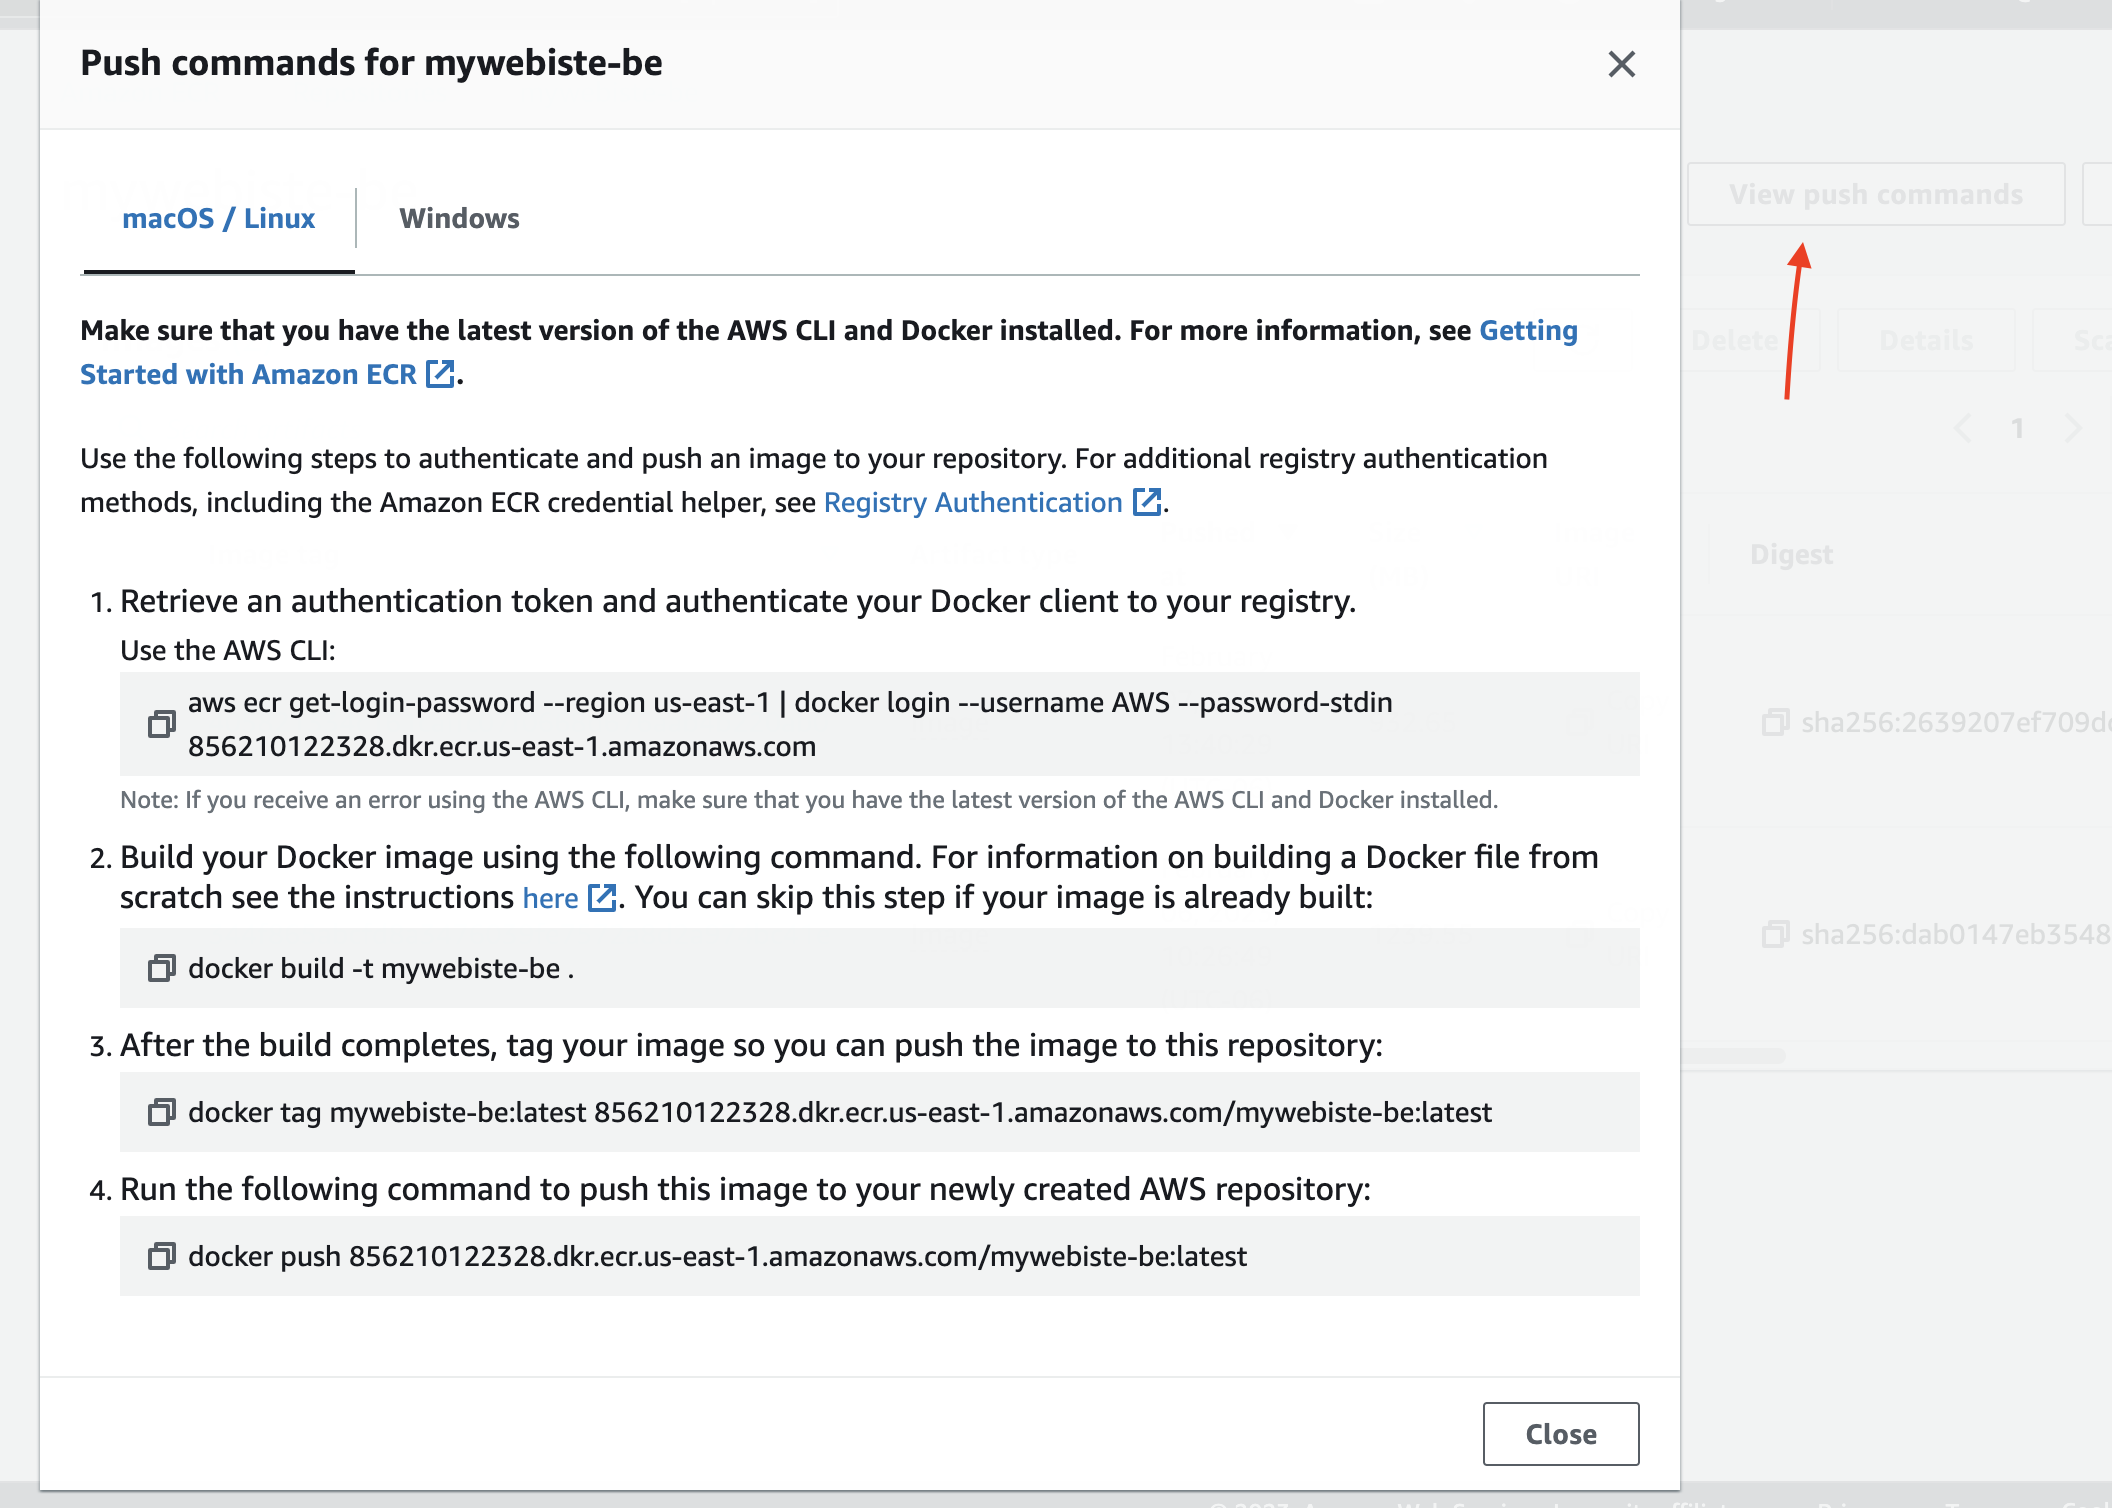 Push commands for mywebiste-be
View push commands
macOS / Linux
Windows
Make sure that you have the latest version of the AWS CLI and Docker installed. For more information, see Getting
Started with Amazon ECR.
Delete
Details
1
Use the following steps to authenticate and push an image to your repository. For additional registry authentication
methods, including the Amazon ECR credential helper, see Registry Authentication.
Digest
1. Retrieve an authentication token and authenticate your Docker client to your registry.
Use the AWS CLI:
aws ecr get-login-password --region us-east-1 | docker login --username AWS --password-stdin
856210122328.dkr.ecr.us-east-1.amazonaws.com
sha256:2639207ef709d
Note: If you receive an error using the AWS CLI, make sure that you have the latest version of the AWS CLI and Docker installed.
2. Build your Docker image using the following command. For information on building a Docker file from
scratch see the instructions here. You can skip this step if your image is already built:
sha256:dab0147eb3548
docker build -t mywebiste-be .
3. After the build completes, tag your image so you can push the image to this repository:
docker tag mywebiste-be:latest 856210122328.dkr.ecr.us-east-1.amazonaws.com/mywebiste-be:latest
4. Run the following command to push this image to your newly created AWS repository:
docker push 856210122328.dkr.ecr.us-east-1.amazonaws.com/mywebiste-be:latest
Close